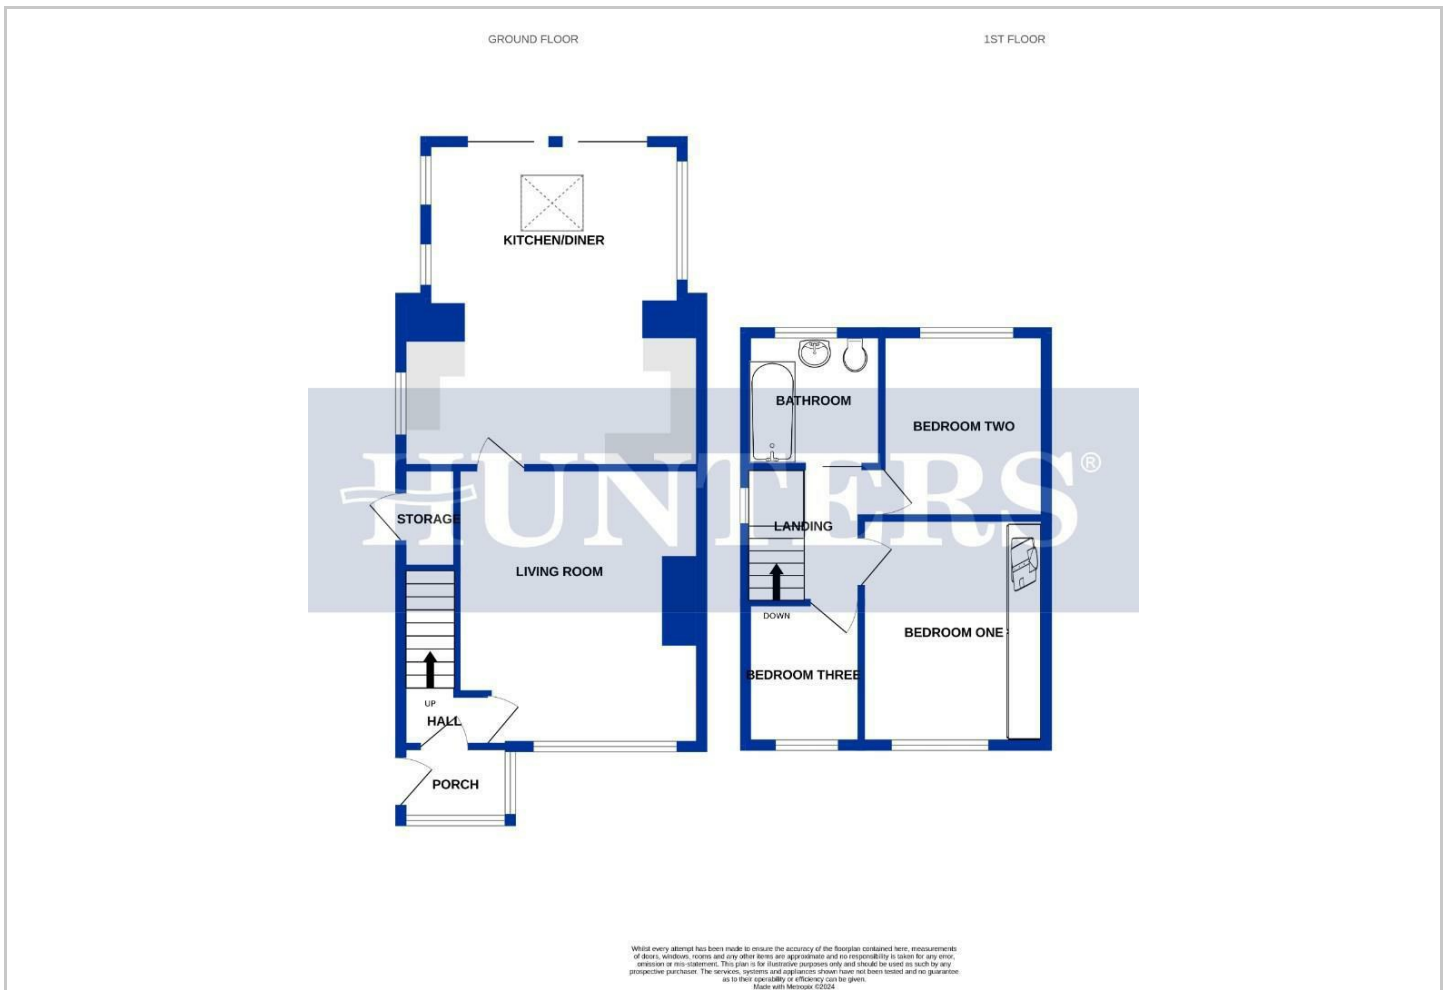 GROUND FLOOR
1ST FLOOR
KITCHEN/DINER
BATHROOM
BEDROOM TWO
HUNTERS®
STORAGE
LANDING
LIVING ROOM
DOWN
BEDROOM ONE
BEDROOM THREE
UP
HALL
PORCH
Whilst every attempt has been made to ensure the accuracy of the floorplan contained here, measurements
of doors, windows, rooms and any other items are approximate and no responsibility is taken for any error,
omission or mis-statement. This plan is for illustrative purposes only and should be used as such by any
prospective purchaser. The services, systems and appliances shown have not been tested and no guarantee
as to their operability or efficiency can be given.
Made with Metropix ©2024